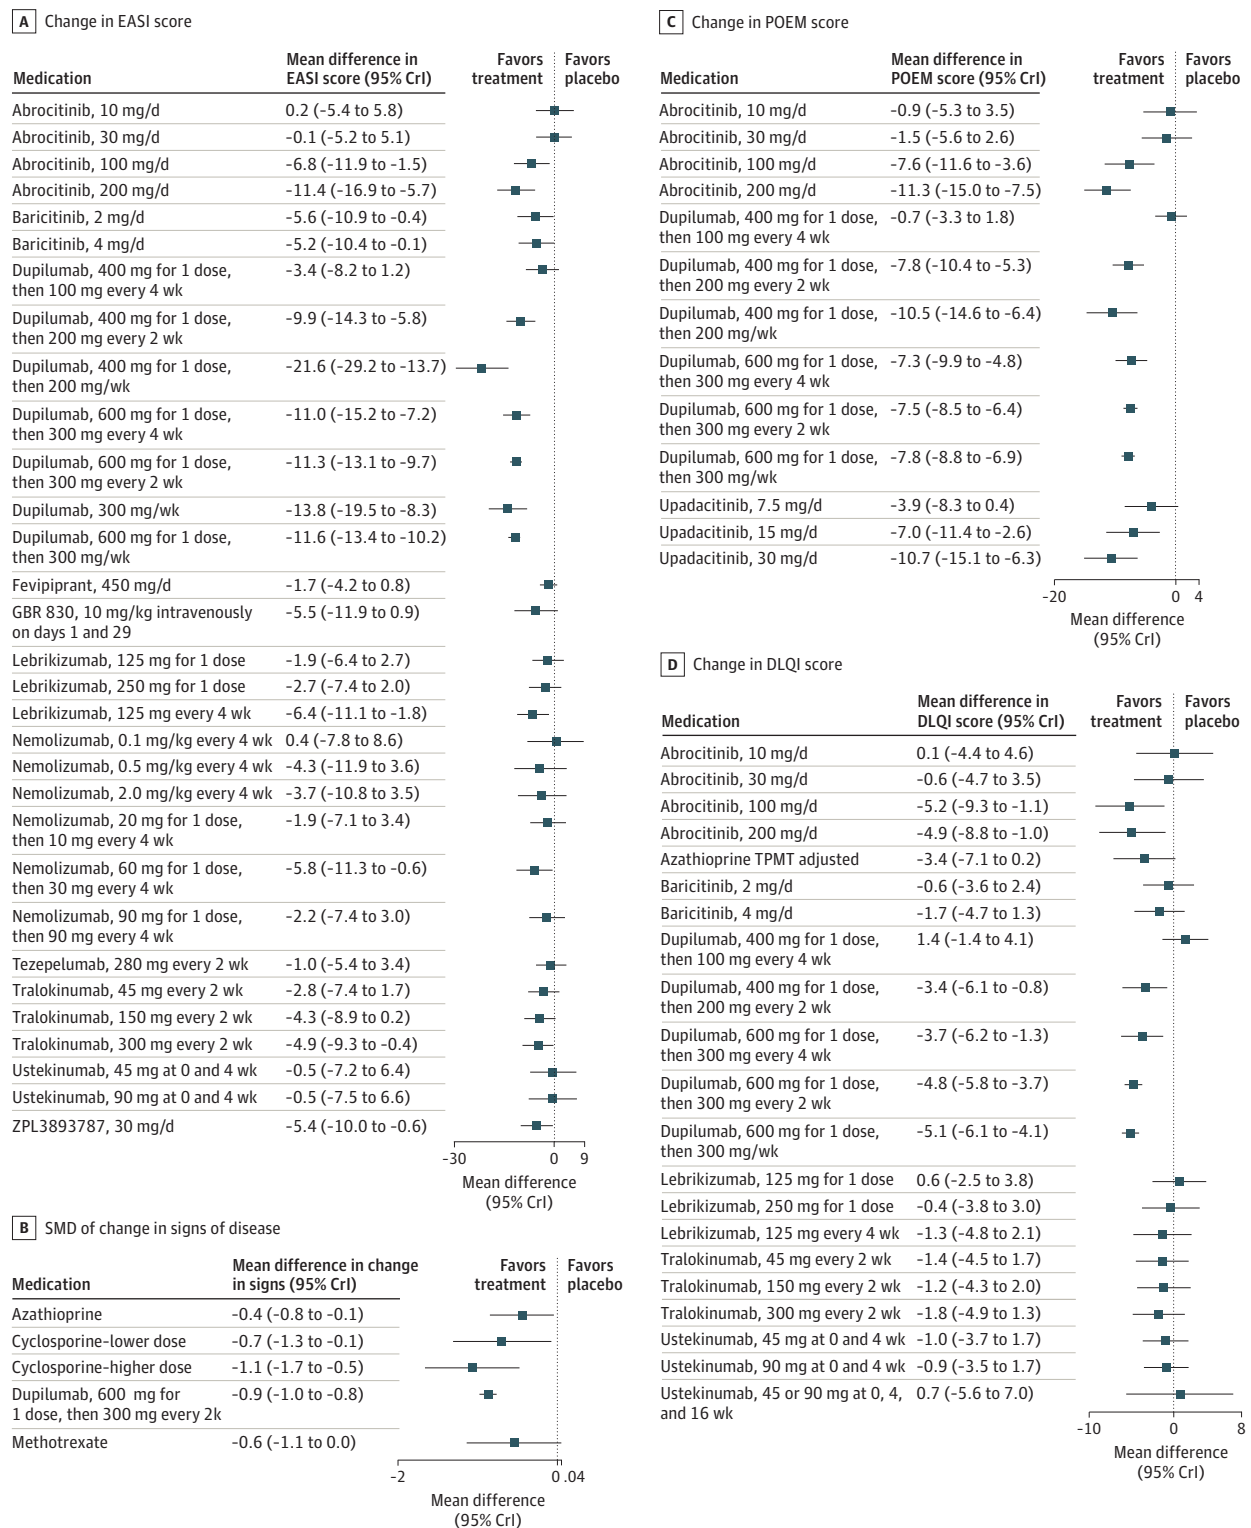 A Change in EASI score
Medication
Mean difference in
EASI score (95% CrI)
Favors
treatment
Favors
placebo
Abrocitinib, 10 mg/d 0.2 (-5.4 to 5.8)
Abrocitinib, 30 mg/d -0.1 (-5.2 to 5.1)
Abrocitinib, 100 mg/d -6.8 (-11.9 to -1.5)
Abrocitinib, 200 mg/d -11.4 (-16.9 to -5.7)
Baricitinib, 2 mg/d -5.6 (-10.9 to -0.4)
Baricitinib, 4 mg/d -5.2 (-10.4 to -0.1)
Dupilumab, 400 mg for 1 dose, -3.4 (-8.2 to 1.2)
then 100 mg every 4 wk
Dupilumab, 400 mg for 1 dose, -9.9 (-14.3 to -5.8)
then 200 mg every 2 wk
Dupilumab, 400 mg for 1 dose, -21.6 (-29.2 to -13.7)
then 200 mg/wk
Dupilumab, 600 mg for 1 dose, -11.0 (-15.2 to -7.2)
then 300 mg every 4 wk
Dupilumab, 600 mg for 1 dose, -11.3 (-13.1 to -9.7)
then 300 mg every 2 wk
Dupilumab, 300 mg/wk -13.8 (-19.5 to -8.3)
Dupilumab, 600 mg for 1 dose, -11.6 (-13.4 to -10.2)
then 300 mg/wk
Fevipiprant, 450 mg/d -1.7 (-4.2 to 0.8)
GBR 830, 10 mg/kg intravenously -5.5 (-11.9 to 0.9)
on days 1 and 29
Lebrikizumab, 125 mg for 1 dose -1.9 (-6.4 to 2.7)
Lebrikizumab, 250 mg for 1 dose -2.7 (-7.4 to 2.0)
Lebrikizumab, 125 mg every 4 wk -6.4 (-11.1 to -1.8)
Nemolizumab, 0.1 mg/kg every 4 wk 0.4 (-7.8 to 8.6)
Nemolizumab, 0.5 mg/kg every 4 wk -4.3 (-11.9 to 3.6)
Nemolizumab, 2.0 mg/kg every 4 wk -3.7 (-10.8 to 3.5)
Nemolizumab, 20 mg for 1 dose, -1.9 (-7.1 to 3.4)
then 10 mg every 4 wk
Nemolizumab, 60 mg for 1 dose, -5.8 (-11.3 to -0.6)
then 30 mg every 4 wk
Nemolizumab, 90 mg for 1 dose, -2.2 (-7.4 to 3.0)
then 90 mg every 4 wk
Tezepelumab, 280 mg every 2 wk -1.0 (-5.4 to 3.4)
Tralokinumab, 45 mg every 2 wk -2.8 (-7.4 to 1.7)
Tralokinumab, 150 mg every 2 wk -4.3 (-8.9 to 0.2)
Tralokinumab, 300 mg every 2 wk -4.9 (-9.3 to -0.4)
Ustekinumab, 45 mg at 0 and 4 wk -0.5 (-7.2 to 6.4)
Ustekinumab, 90 mg at 0 and 4 wk -0.5 (-7.5 to 6.6)
ZPL3893787, 30 mg/d -5.4 (-10.0 to -0.6)
-30 0 9
Mean difference
(95% CrI)
B SMD of change in signs of disease
Medication
Mean difference in change
in signs (95% CrI)
Favors
treatment
Favors
placebo
Azathioprine -0.4 (-0.8 to -0.1)
Cyclosporine-lower dose -0.7 (-1.3 to -0.1)
Cyclosporine-higher dose -1.1 (-1.7 to -0.5)
Dupilumab, 600 mg for -0.9 (-1.0 to -0.8)
1 dose, then 300 mg every 2k
Methotrexate -0.6 (-1.1 to 0.0)
-2 0 .04
Mean difference
(95% CrI)
C Change in POEM score
Medication
Mean difference in
POEM score (95% CrI)
Favors
treatment
Favors
placebo
Abrocitinib, 10 mg/d -0.9 (-5.3 to 3.5)
Abrocitinib, 30 mg/d -1.5 (-5.6 to 2.6)
Abrocitinib, 100 mg/d -7.6 (-11.6 to -3.6)
Abrocitinib, 200 mg/d -11.3 (-15.0 to -7.5)
Dupilumab, 400 mg for 1 dose, -0.7 (-3.3 to 1.8)
then 100 mg every 4 wk
Dupilumab, 400 mg for 1 dose, -7.8 (-10.4 to -5.3)
then 200 mg every 2 wk
Dupilumab, 400 mg for 1 dose, -10.5 (-14.6 to -6.4)
then 200 mg/wk
Dupilumab, 600 mg for 1 dose, -7.3 (-9.9 to -4.8)
then 300 mg every 4 wk
Dupilumab, 600 mg for 1 dose, -7.5 (-8.5 to -6.4)
then 300 mg every 2 wk
Dupilumab, 600 mg for 1 dose, -7.8 (-8.8 to -6.9)
then 300 mg/wk
Upadacitinib, 7.5 mg/d -3.9 (-8.3 to 0.4)
Upadacitinib, 15 mg/d -7.0 (-11.4 to -2.6)
Upadacitinib, 30 mg/d -10.7 (-15.1 to -6.3)
-20 0 4
Mean difference
(95% CrI)
D Change in DLQI score
Medication
Mean difference in
DLQI score (95% CrI)
Favors
treatment
Favors
placebo
Abrocitinib, 10 mg/d 0.1 (-4.4 to 4.6)
Abrocitinib, 30 mg/d -0.6 (-4.7 to 3.5)
Abrocitinib, 100 mg/d -5.2 (-9.3 to -1.1)
Abrocitinib, 200 mg/d -4.9 (-8.8 to -1.0)
Azathioprine TPMT adjusted -3.4 (-7.1 to 0.2)
Baricitinib, 2 mg/d -0.6 (-3.6 to 2.4)
Baricitinib, 4 mg/d -1.7 (-4.7 to 1.3)
Dupilumab, 400 mg for 1 dose, 1.4 (-1.4 to 4.1)
then 100 mg every 4 wk
Dupilumab, 400 mg for 1 dose, -3.4 (-6.1 to -0.8)
then 200 mg every 2 wk
Dupilumab, 600 mg for 1 dose, -3.7 (-6.2 to -1.3)
then 300 mg every 4 wk
Dupilumab, 600 mg for 1 dose, -4.8 (-5.8 to -3.7)
then 300 mg every 2 wk
Dupilumab, 600 mg for 1 dose, -5.1 (-6.1 to -4.1)
then 300 mg/wk
Lebrikizumab, 125 mg for 1 dose 0.6 (-2.5 to 3.8)
Lebrikizumab, 250 mg for 1 dose -0.4 (-3.8 to 3.0)
Lebrikizumab, 125 mg every 4 wk -1.3 (-4.8 to 2.1)
Tralokinumab, 45 mg every 2 wk -1.4 (-4.5 to 1.7)
Tralokinumab, 150 mg every 2 wk -1.2 (-4.3 to 2.0)
Tralokinumab, 300 mg every 2 wk -1.8 (-4.9 to 1.3)
Ustekinumab, 45 mg at 0 and 4 wk -1.0 (-3.7 to 1.7)
Ustekinumab, 90 mg at 0 and 4 wk -0.9 (-3.5 to 1.7)
Ustekinumab, 45 or 90 mg at 0, 4, 0.7 (-5.6 to 7.0)
and 16 wk
-10 0 8
Mean difference
(95% CrI)